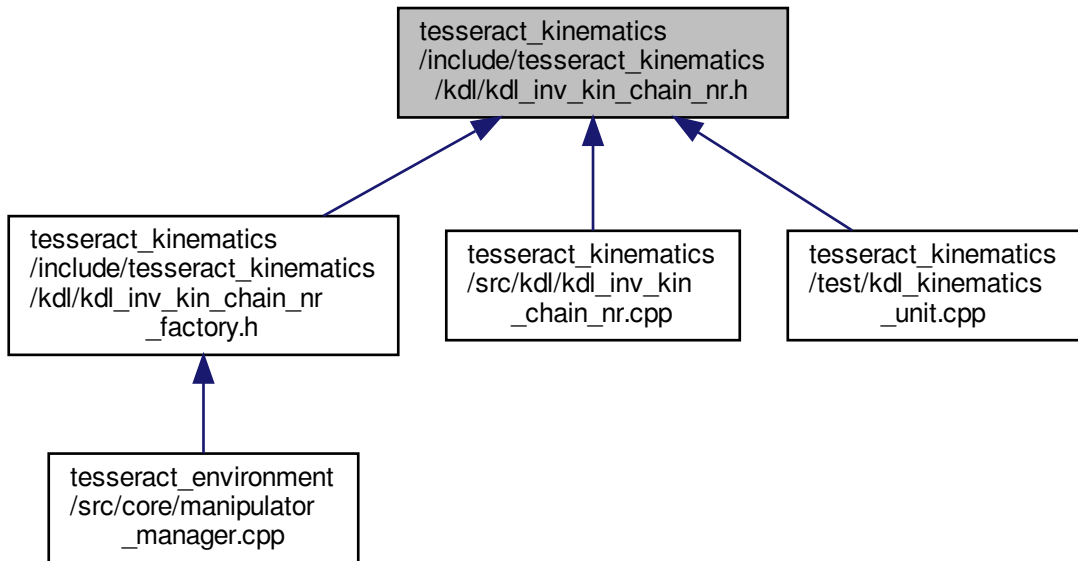 tesseract_kinematics
/include/tesseract_kinematics
/kdl/kdl_inv_kin_chain_nr.h
tesseract_kinematics
/include/tesseract_kinematics
/kdl/kdl_inv_kin_chain_nr
_factory.h
tesseract_kinematics
/src/kdl/kdl_inv_kin
_chain_nr.cpp
tesseract_kinematics
/test/kdl_kinematics
_unit.cpp
tesseract_environment
/src/core/manipulator
_manager.cpp